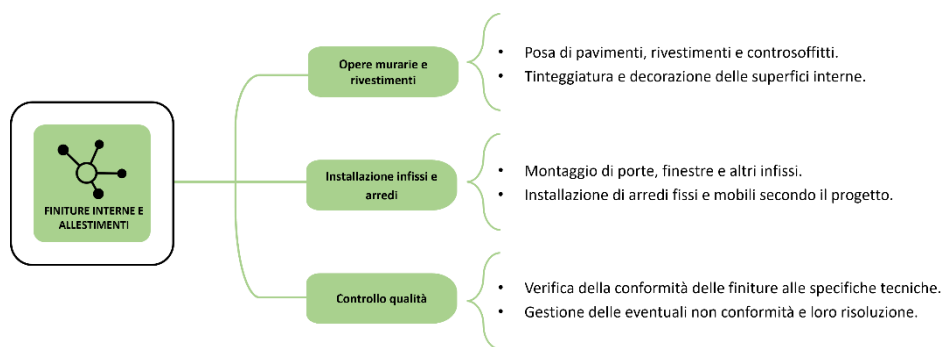 FINITURE INTERNE E
ALLESTIMENTI
Opere murarie e
rivestimenti
• Posa di pavimenti, rivestimenti e controsoffitti.
• Tinteggiatura e decorazione delle superfici interne.
Installazione infissi e
arredi
• Montaggio di porte, finestre e altri infissi.
• Installazione di arredi fissi e mobili secondo il progetto.
Controllo qualità
• Verifica della conformità delle finiture alle specifiche tecniche.
• Gestione delle eventuali non conformità e loro risoluzione.